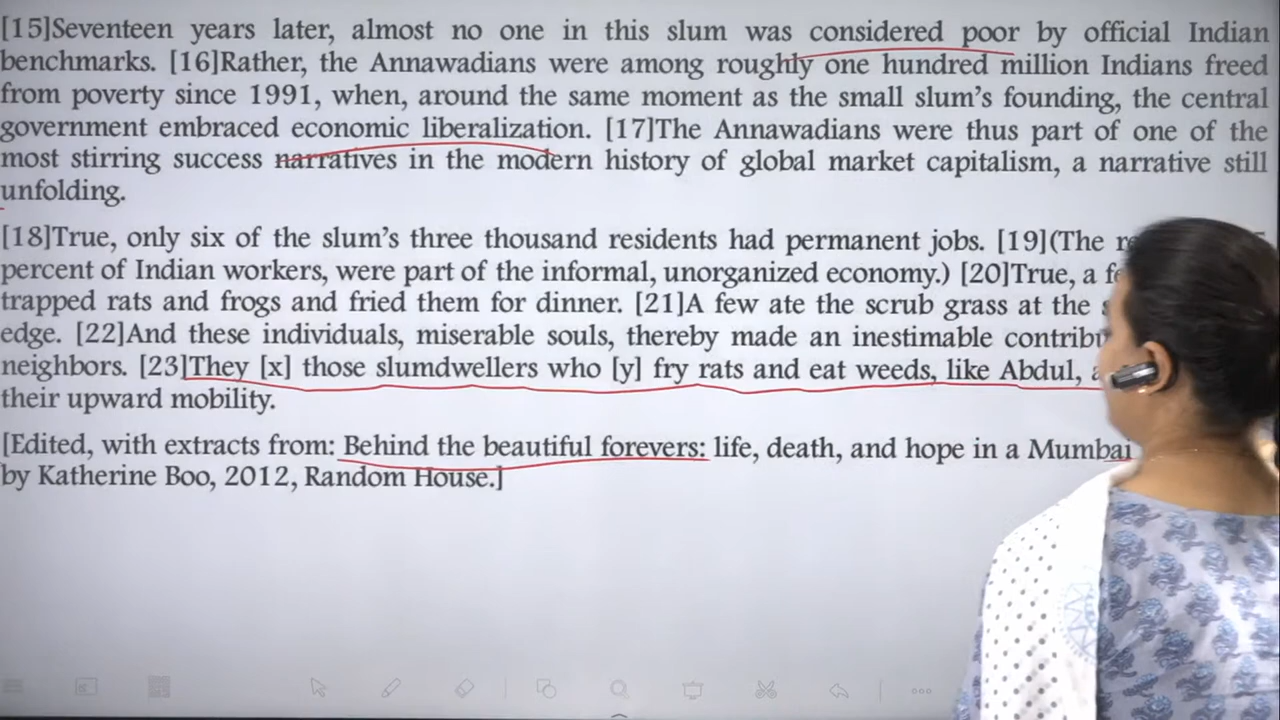 [15]Seventeen years later, almost no one in this slum was considered poor by official Indian
benchmarks. [16]Rather, the Annawadians were among roughly one hundred million Indians freed
from poverty since 1991, when, around the same moment as the small slum's founding, the central
government embraced economic liberalization. [17]The Annawadians were thus part of one of the
most stirring success narratives in the modern history of global market capitalism, a narrative still
unfolding.
[18]True, only six of the slum's three thousand residents had permanent jobs. [19](The
percent of Indian workers, were part of the informal, unorganized economy.) [20]True, a
trapped rats and frogs and fried them for dinner. [21]A few ate the scrub grass at the
edge. [22]And these individuals, miserable souls, thereby made an inestimable
neighbors. [23]They [x] those slumdwellers who [y] fry rats and eat weeds, like Abdul,
their upward mobility.
[Edited, with extracts from: Behind the beautiful forevers: life, death, and hope in a Mumbai
by Katherine Boo, 2012, Random House.]